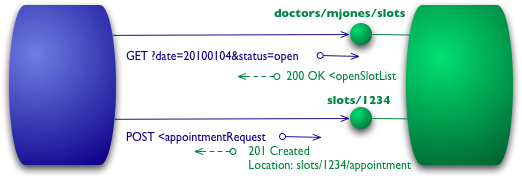 doctors/mjones/slots
GET ?date=20100104&status=open
200 OK <openSlotList
slots/1234
POST <appointmentRequest
201 Created
Location: slots/1234/appointment